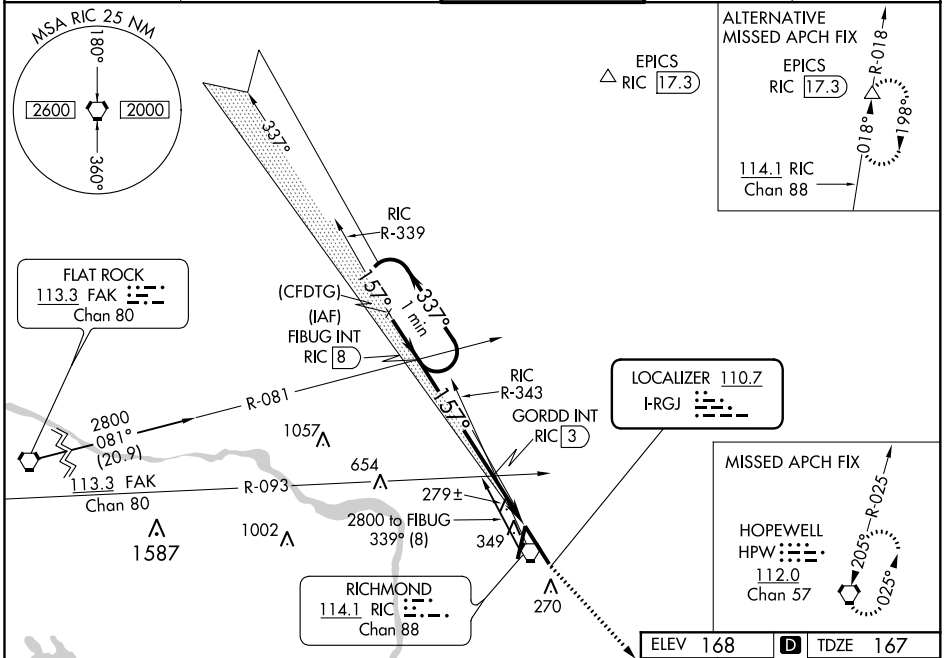 MSA RIC 25 NM
180°
2600
2000
360°
EPICS
RIC 17.3
ALTERNATIVE
MISSED APCH FIX
EPICS
RIC 17.3
R-018
018°
198°
114.1 RIC
Chan 88
337°
RIC
R-339
FLAT ROCK
113.3 FAK
Chan 80
(CFDTG)
157°
337°
1 min
(IAF)
FIBUG INT
RIC 8
R-081
2800
081°
(20.9)
157°
RIC
R-343
GORDD INT
RIC 3
LOCALIZER 110.7
I-RGJ
1057
654
113.3 FAK
Chan 80
R-093
279±
2800 to FIBUG
339° (8)
349
1587
1002
270
RICHMOND
114.1 RIC
Chan 88
MISSED APCH FIX
HOPEWELL
HPW
112.0
Chan 57
205°
R-025
025°
ELEV 168
D
TDZE 167